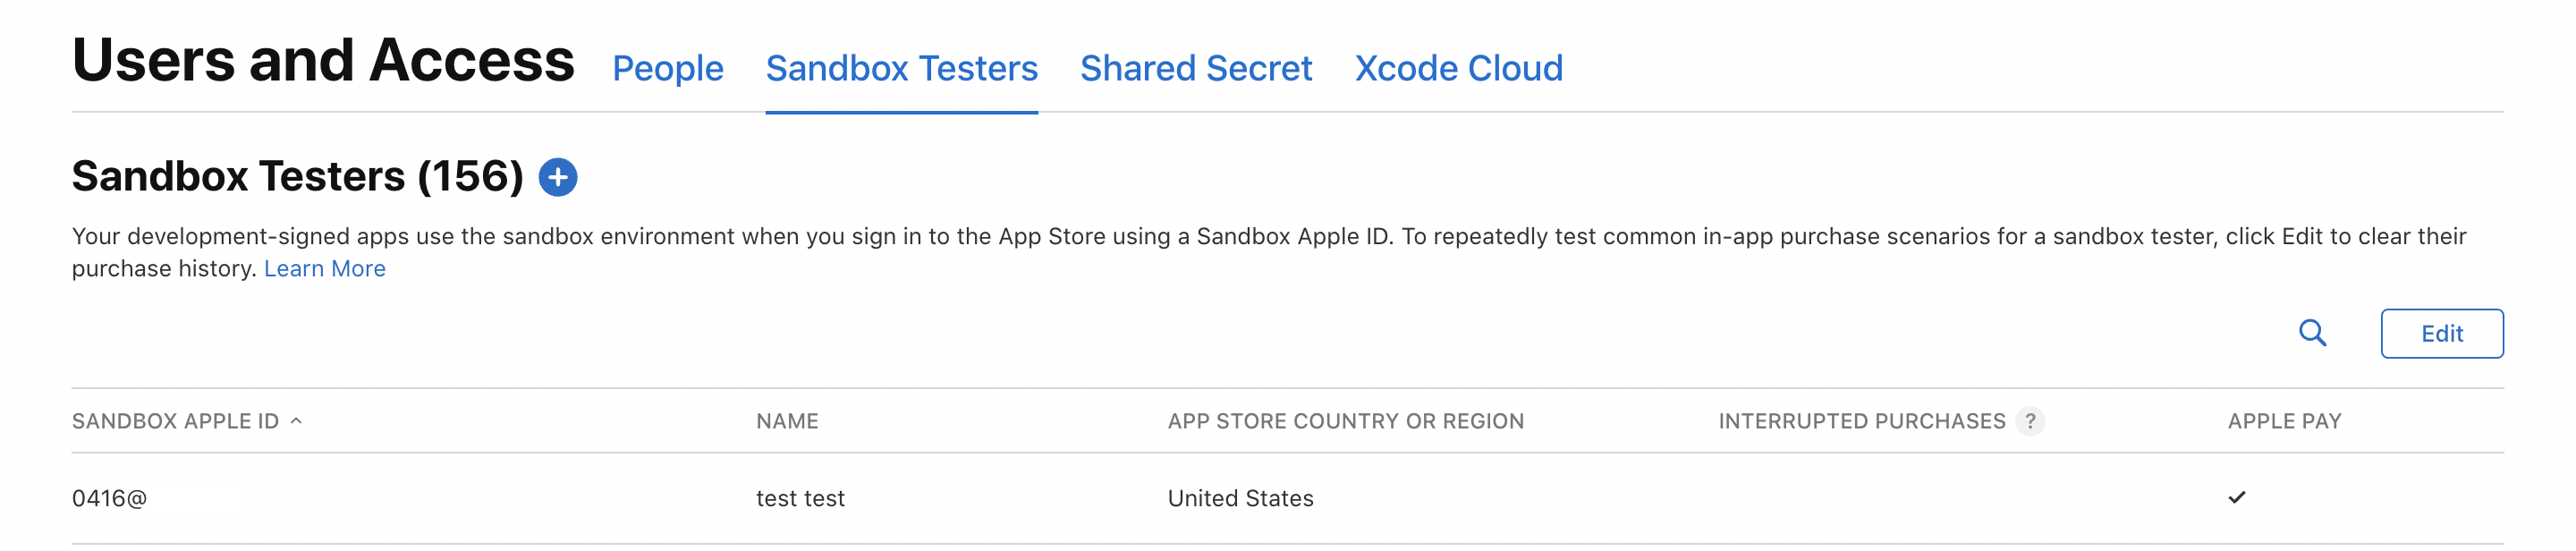 Users and Access People Sandbox Testers Shared Secret Xcode Cloud
Sandbox Testers (156) +
Your development-signed apps use the sandbox environment when you sign in to the App Store using a Sandbox Apple ID. To repeatedly test common in-app purchase scenarios for a sandbox tester, click Edit to clear their
purchase history. Learn More
Edit
SANDBOX APPLE ID NAME APP STORE COUNTRY OR REGION INTERRUPTED PURCHASES ? APPLE PAY
0416@ test test United States ✓